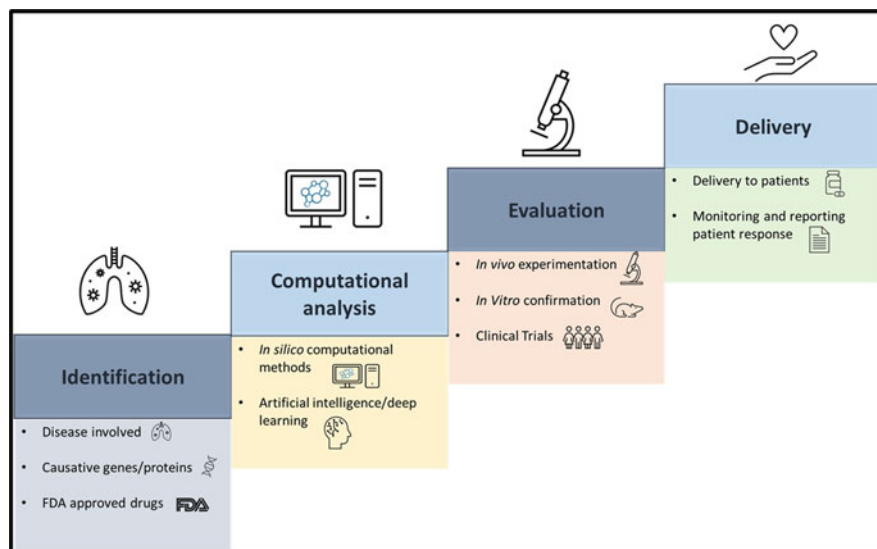 Identification
• Disease involved
• Causative genes/proteins
• FDA approved drugs FDA
Computational
analysis
• In silico computational
methods
• Artificial intelligence/deep
learning
Evaluation
• In vivo experimentation
• In Vitro confirmation
• Clinical Trials
Delivery
• Delivery to patients
• Monitoring and reporting
patient response